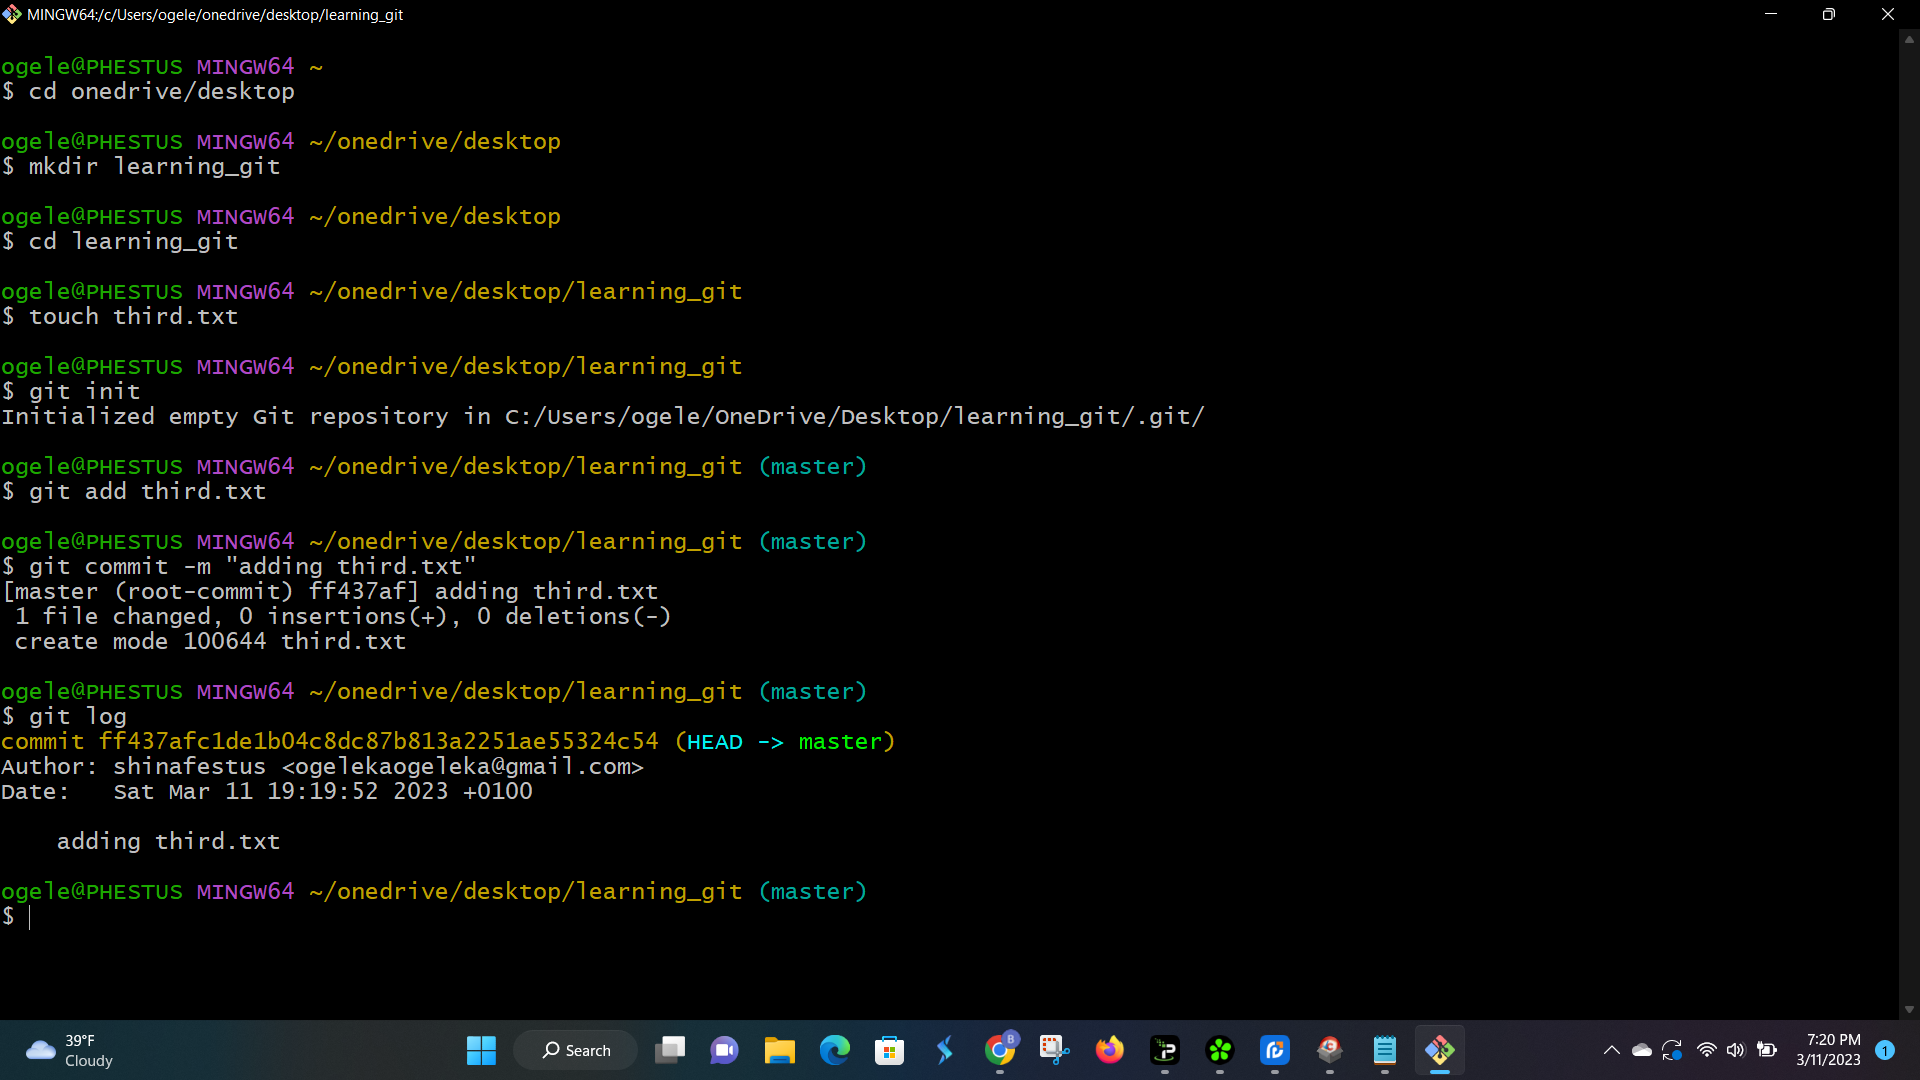 MINGW64:/c/Users/ogele/onedrive/desktop/learning_git
ogele@PHESTUS MINGW64 ~
$ cd onedrive/desktop
ogele@PHESTUS MINGW64 ~/onedrive/desktop
$ mkdir learning_git
ogele@PHESTUS MINGW64 ~/onedrive/desktop
$ cd learning_git
ogele@PHESTUS MINGW64 ~/onedrive/desktop/learning_git
$ touch third.txt
ogele@PHESTUS MINGW64 ~/onedrive/desktop/learning_git
$ git init
Initialized empty Git repository in C:/Users/ogele/OneDrive/Desktop/learning_git/.git/
ogele@PHESTUS MINGW64 ~/onedrive/desktop/learning_git (master)
$ git add third.txt
ogele@PHESTUS MINGW64 ~/onedrive/desktop/learning_git (master)
$ git commit -m "adding third.txt"
[master (root-commit) ff437af] adding third.txt
 1 file changed, 0 insertions(+), 0 deletions(-)
 create mode 100644 third.txt
ogele@PHESTUS MINGW64 ~/onedrive/desktop/learning_git (master)
$ git log
commit ff437afc1de1b04c8dc87b813a2251ae55324c54 (HEAD -> master)
Author: shinafestus <ogelekaogeleka@gmail.com>
Date:   Sat Mar 11 19:19:52 2023 +0100
    adding third.txt
ogele@PHESTUS MINGW64 ~/onedrive/desktop/learning_git (master)
$
39°F
Cloudy
Search
B
7:20 PM
3/11/2023
1